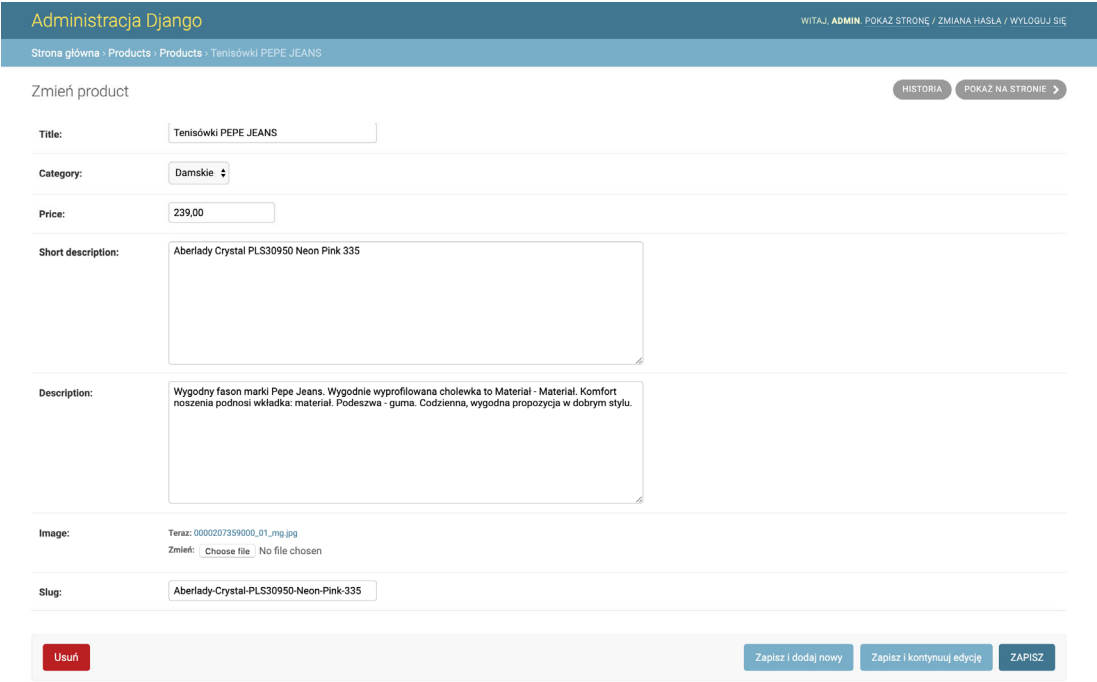 Administracja Django
WITAJ, ADMIN. POKAŻ STRONĘ / ZMIANA HASŁA / WYLOGUJ SIĘ
Strona główna › Products › Products › Tenisówki PEPE JEANS
Zmień product
HISTORIA
POKAŻ NA STRONIE
Title:
Tenisówki PEPE JEANS
Category:
Damskie
Price:
239,00
Short description:
Aberlady Crystal PLS30950 Neon Pink 335
Description:
Wygodny fason marki Pepe Jeans. Wygodnie wyprofilowana cholewka to Materiał - Materiał. Komfort
noszenia podnosi wkładka: materiał. Podeszwa - guma. Codzienna, wygodna propozycja w dobrym stylu.
Image:
Teraz: 0000207359000_01_mg.jpg
Zmień: Choose file No file chosen
Slug:
Aberlady-Crystal-PLS30950-Neon-Pink-335
Usuń
Zapisz i dodaj nowy
Zapisz i kontynuuj edycję
ZAPISZ